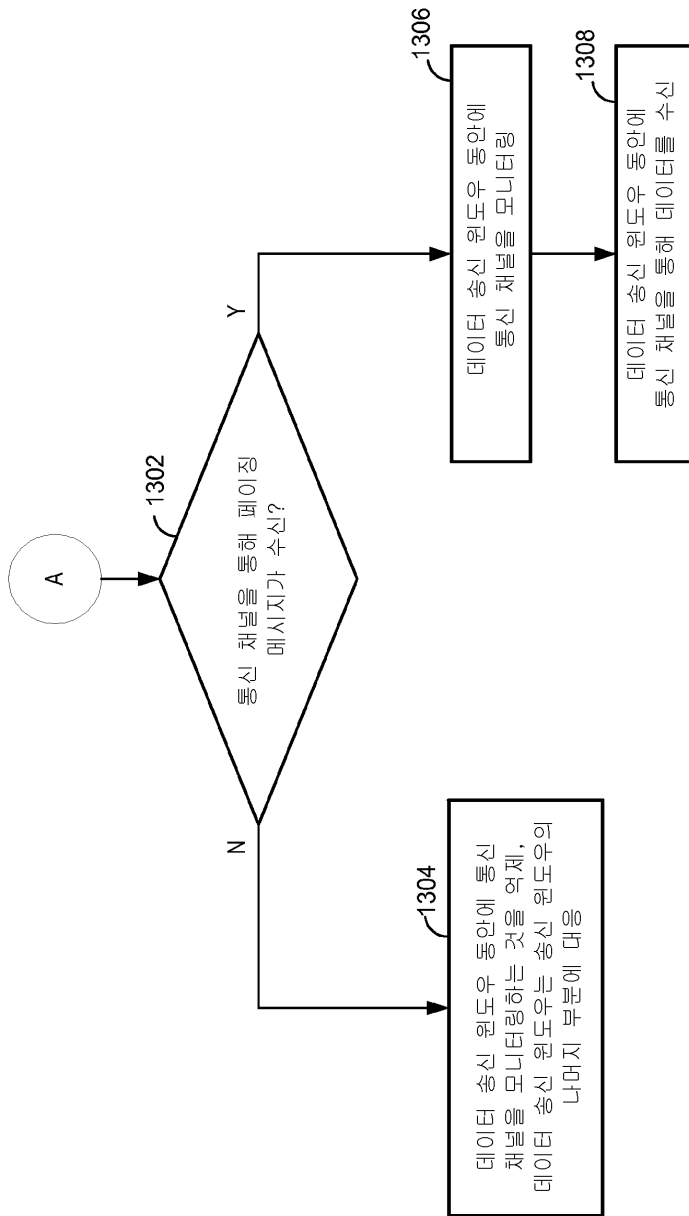 A
1302
통신 채널을 통해 페이징
메시지가 수신?
N
Y
1304
데이터 송신 윈도우 동안에 통신
채널을 모니터링하는 것을 억제,
데이터 송신 윈도우는 송신 윈도우의
나머지 부분에 대응
1306
데이터 송신 윈도우 동안에
통신 채널을 모니터링
1308
데이터 송신 윈도우 동안에
통신 채널을 통해 데이터를 수신